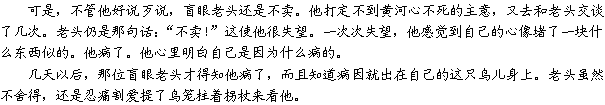 可是，不管他好说歹说，盲眼老头还是不卖。他打定不到黄河心不死的主意，又去和老头交谈
了几次。老头仍是那句话：“不卖！”这使他很失望。一次次失望，他感觉到自己的心像堵了一块什
么东西似的。他病了。他心里明白自己是因为什么病的。
几天以后，那位盲眼老头才得知他病了，而且知道病因就出在自己的这只鸟儿身上。老头虽然
不舍得，还是忍痛割爱提了鸟笼拄着拐杖来看他。